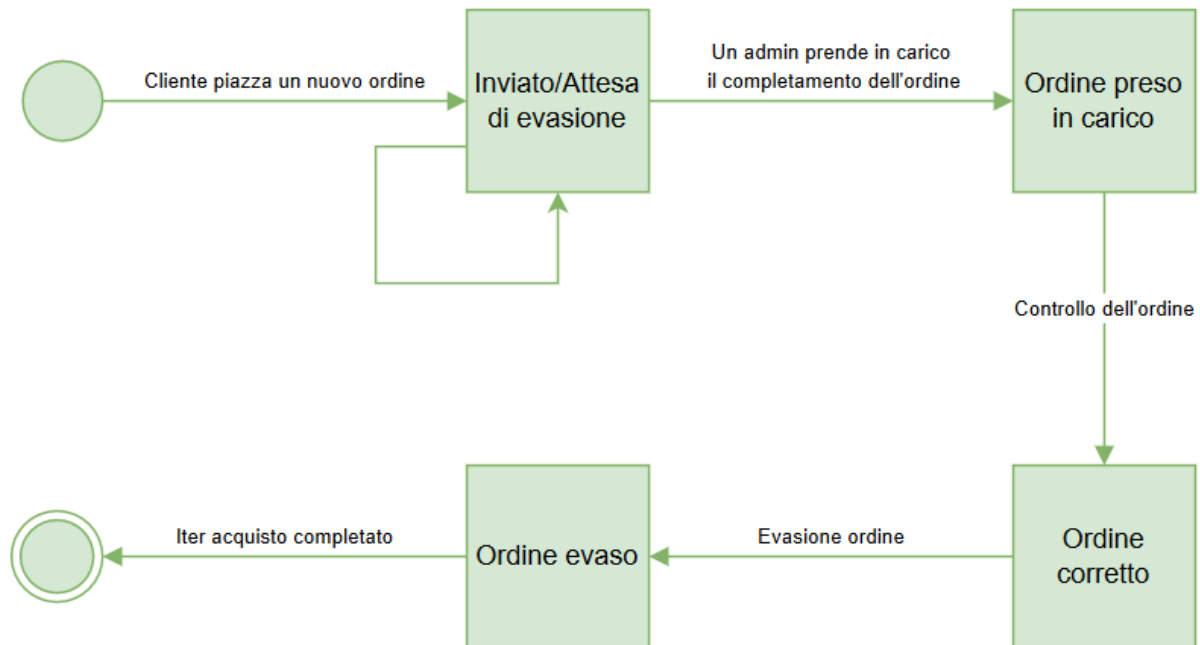 Cliente piazza un nuovo ordine
Inviato/Attesa
di evasione
Un admin prende in carico
il completamento dell'ordine
Ordine preso
in carico
Controllo dell'ordine
Ordine
corretto
Evasione ordine
Ordine evaso
Iter acquisto completato